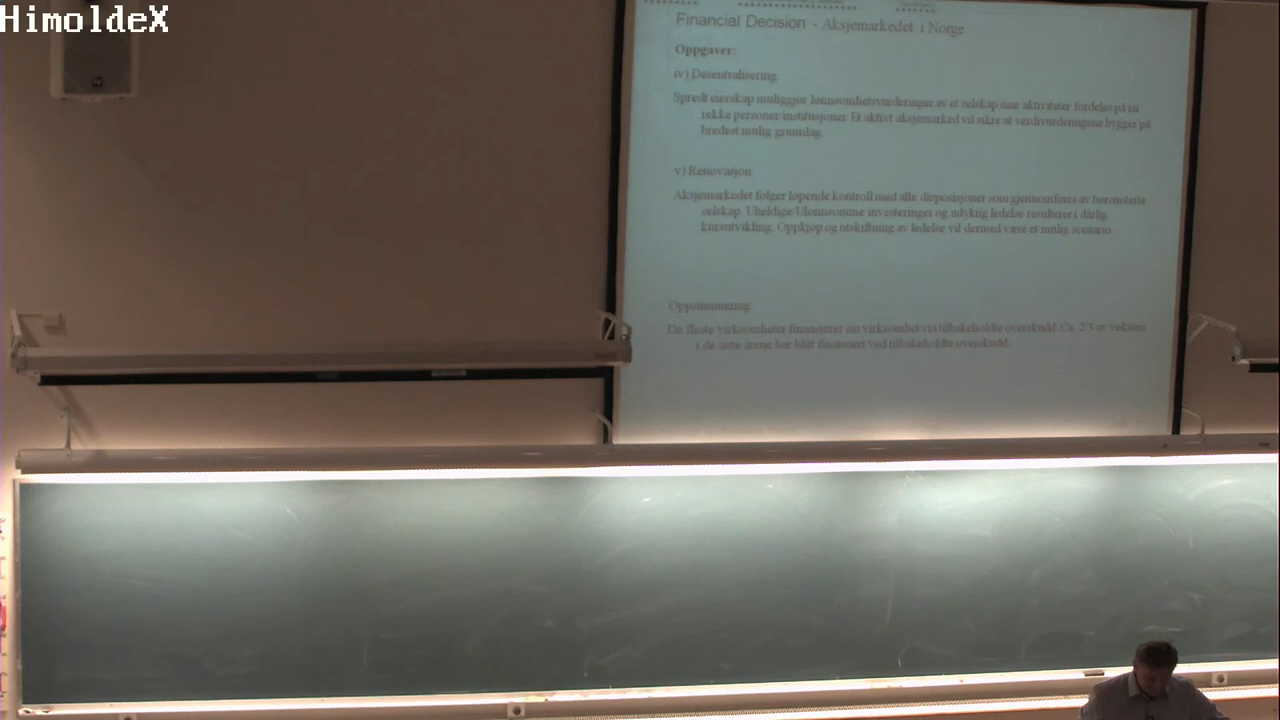 HimoldeX
Financial Decision - Aksjemarkedet i Norge
Oppgaver:
iv) Desentralisering
Spredt eierskap muliggjør lønnsomhetsvurderinger av et selskap sine aktiviteter fordeles på en
rekke personer/institusjoner. Et aktivt aksjemarked vil sikre at verdivurderingene bygger på
bredest mulig grunnlag.
v) Renovasjon
Aksjemarkedet følger løpende kontroll med alle disposisjoner som gjennomføres av børsnoterte
selskap. Uheldige/Ulønnsomme investeringer og udyktig ledelse resulterer i dårlig
kursutvikling. Oppkjøp og utskiftning av ledelse vil dermed være et mulig scenario
Oppsummering:
De fleste virksomheter finansierer sin virksomhet via tilbakeholdte overskudd. Ca. 2/3 av veksten
i de siste årene har blitt finansiert ved tilbakeholdte overskudd.